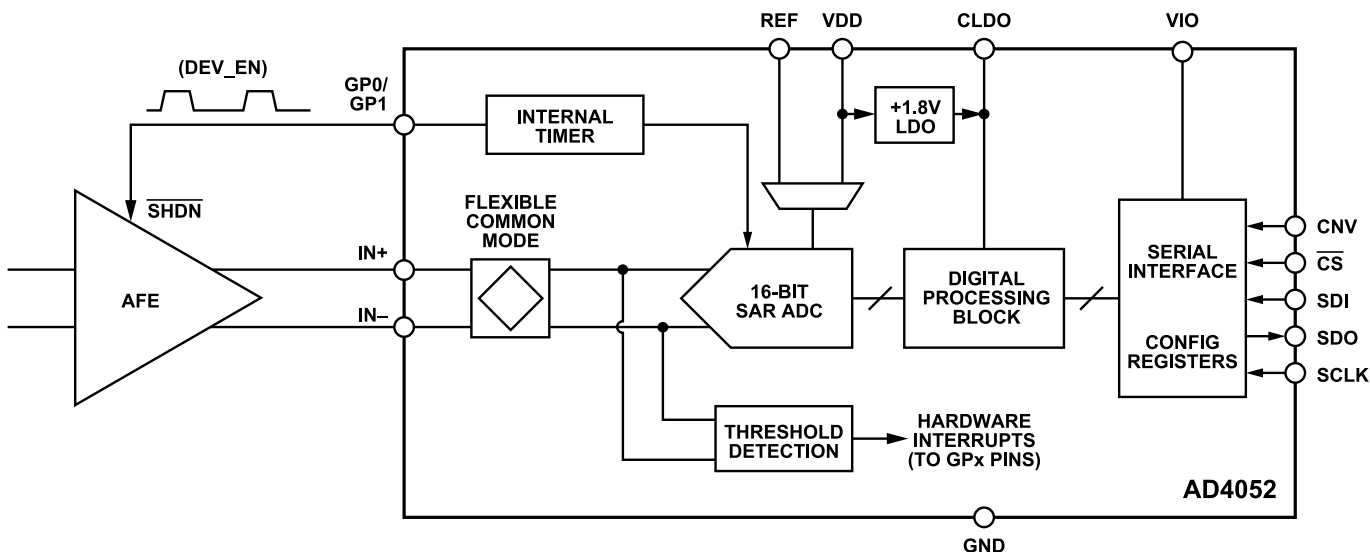 REF
VDD
CLDO
VIO
(DEV_EN)
GP0/
GP1
INTERNAL
TIMER
+1.8V
LDO
SHDN
FLEXIBLE
COMMON
MODE
IN+
IN–
AFE
16-BIT
SAR ADC
DIGITAL
PROCESSING
BLOCK
SERIAL
INTERFACE
CONFIG
REGISTERS
CNV
CS
SDI
SDO
SCLK
THRESHOLD
DETECTION
HARDWARE
INTERRUPTS
(TO GPx PINS)
AD4052
GND